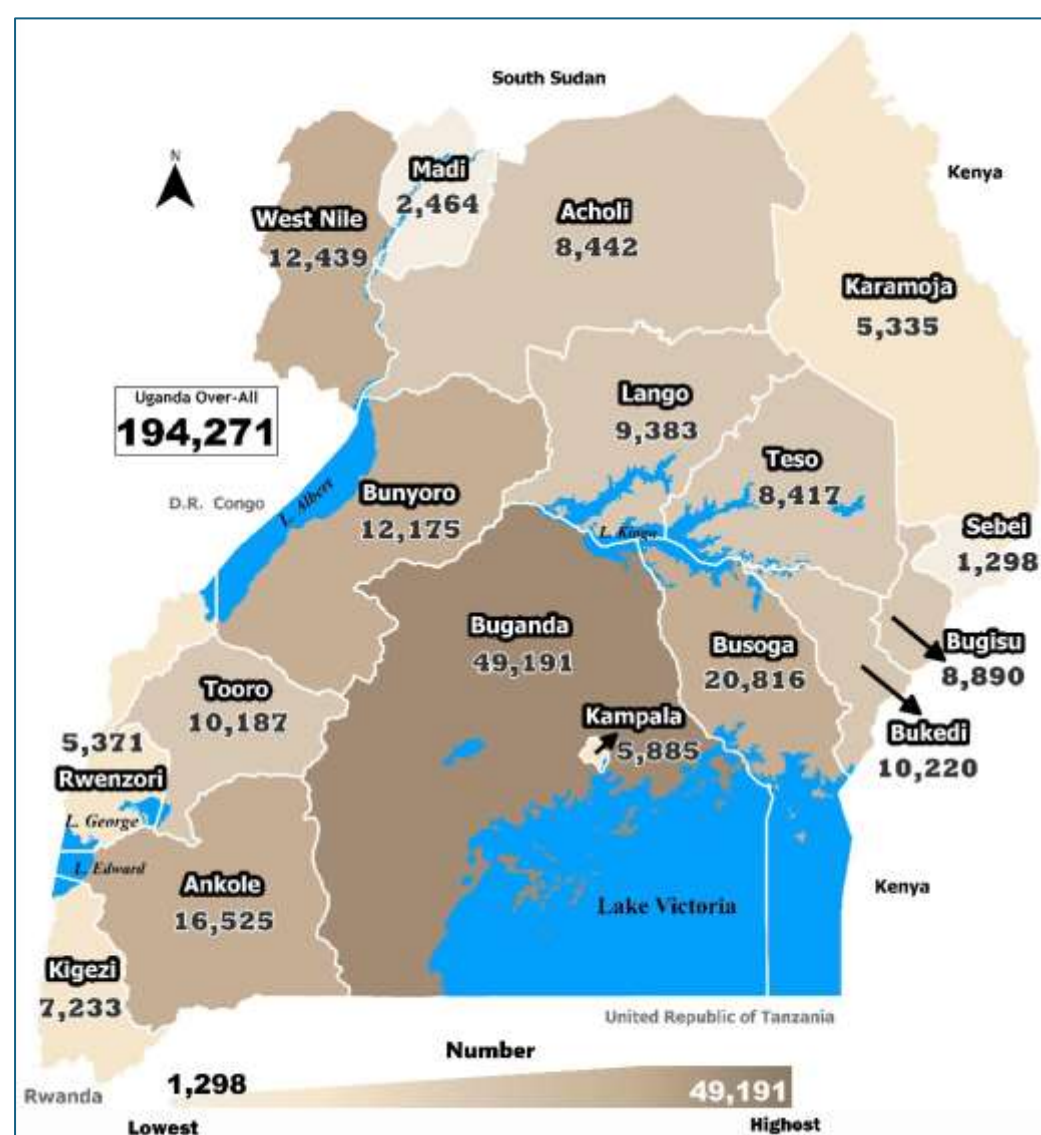 South Sudan
N
Kenya
Madi
2,464
West Nile
12,439
Acholi
8,442
Karamoja
5,335
Uganda Over-All
194,271
Lango
9,383
Teso
8,417
D.R. Congo
L. Albert
Bunyoro
12,175
L. Kioga
Sebei
1,298
Buganda
49,191
Busoga
20,816
Bugisu
8,890
Tooro
10,187
Kampala
5,885
Bukedi
10,220
5,371
Rwenzori
L. George
L. Edward
Ankole
16,525
Lake Victoria
Kenya
Kigezi
7,233
United Republic of Tanzania
Number
Rwanda
1,298
49,191
Lowest
Highest